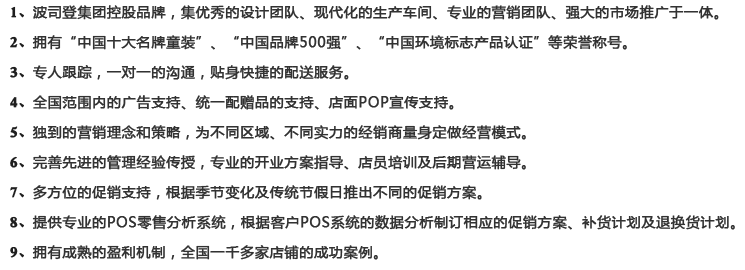 1、波司登集团控股品牌，集优秀的设计团队、现代化的生产车间、专业的营销团队、强大的市场推广于一体。
2、拥有“中国十大名牌童装”、“中国品牌500强”、“中国环境标志产品认证”等荣誉称号。
3、专人跟踪，一对一的沟通，贴身快捷的配送服务。
4、全国范围内的广告支持、统一配赠品的支持、店面POP宣传支持。
5、独到的营销理念和策略，为不同区域、不同实力的经销商量身定做经营模式。
6、完善先进的管理经验传授，专业的开业方案指导、店员培训及后期营运辅导。
7、多方位的促销支持，根据季节变化及传统节假日推出不同的促销方案。
8、提供专业的POS零售分析系统，根据客户POS系统的数据分析制订相应的促销方案、补货计划及退换货计划。
9、拥有成熟的盈利机制，全国一千多家店铺的成功案例。